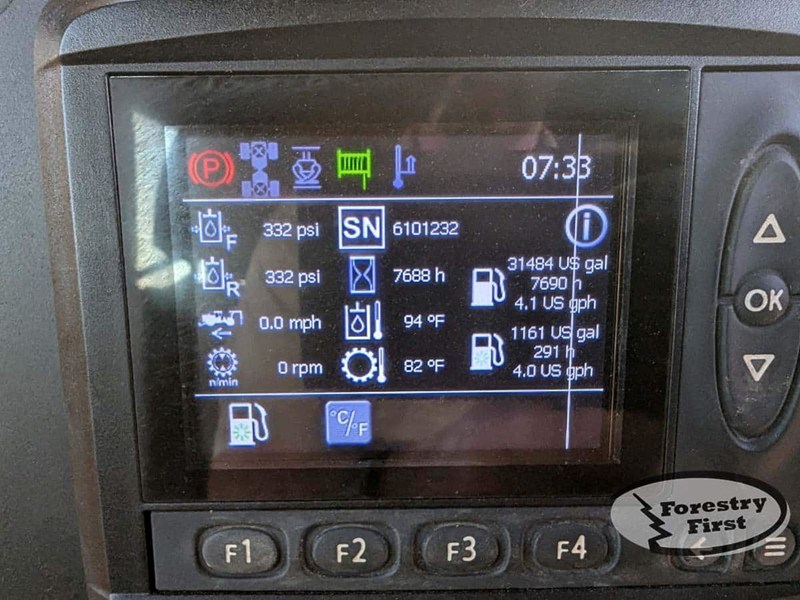 P
07:33
F 332 psi SN 6101232 i
R 332 psi 7688 h
31484 US gal
7690 h
4.1 US gph
0.0 mph 94 °F
n/min 0 rpm 82 °F
1161 US gal
291 h
4.0 US gph
°C/°F
OK
F1 F2 F3 F4
Forestry
First